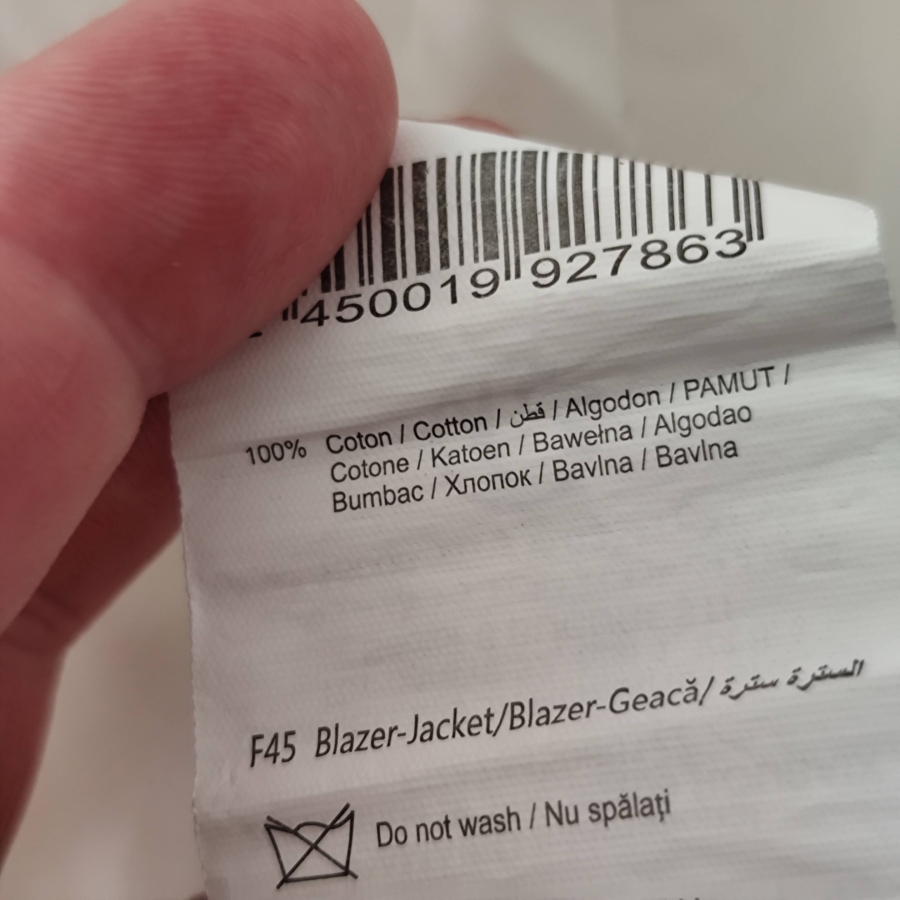 450019 927863
100% Coton / Cotton / قطن / Algodon / PAMUT /
Cotone / Katoen / Bawełna / Algodao
Bumbac / Хлопок / Bavlna / Bavlna
F45 Blazer-Jacket/Blazer-Geacă/ السترة سترة
Do not wash / Nu spălați